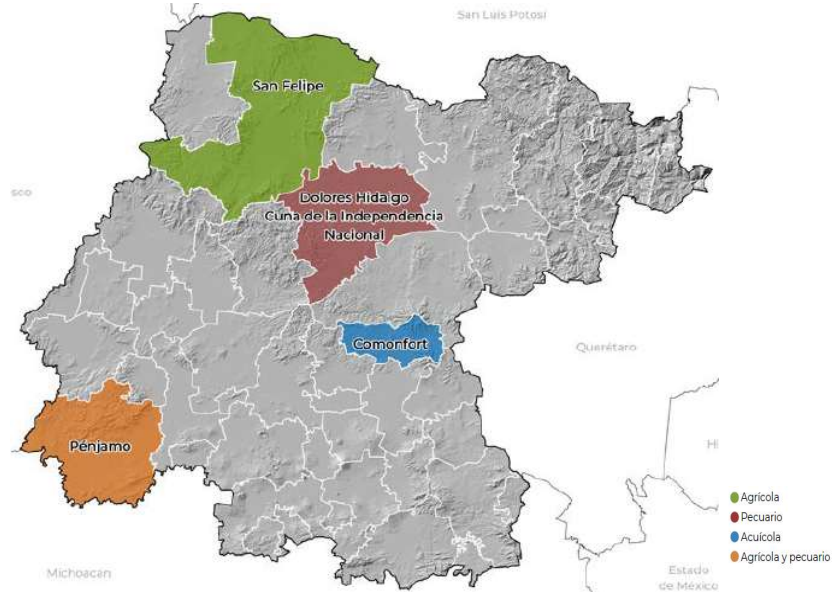 San Luis Potosí
San Felipe
sco
Dolores Hidalgo
Cuna de la Independencia
Nacional
Comonfort
Querétaro
Pénjamo
Hi
Agrícola
Pecuario
Acuícola
Agrícola y pecuario
Michoacán
Estado
de México